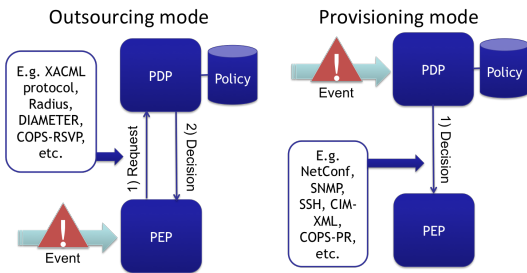 Outsourcing mode
E.g. XACML
protocol,
Radius,
DIAMETER,
COPS-RSVP,
etc.
PDP
Policy
1) Request
2) Decision
!
Event
PEP
Provisioning mode
!
Event
PDP
Policy
1) Decision
E.g.
NetConf,
SNMP,
SSH, CIM-
XML,
COPS-PR,
etc.
PEP